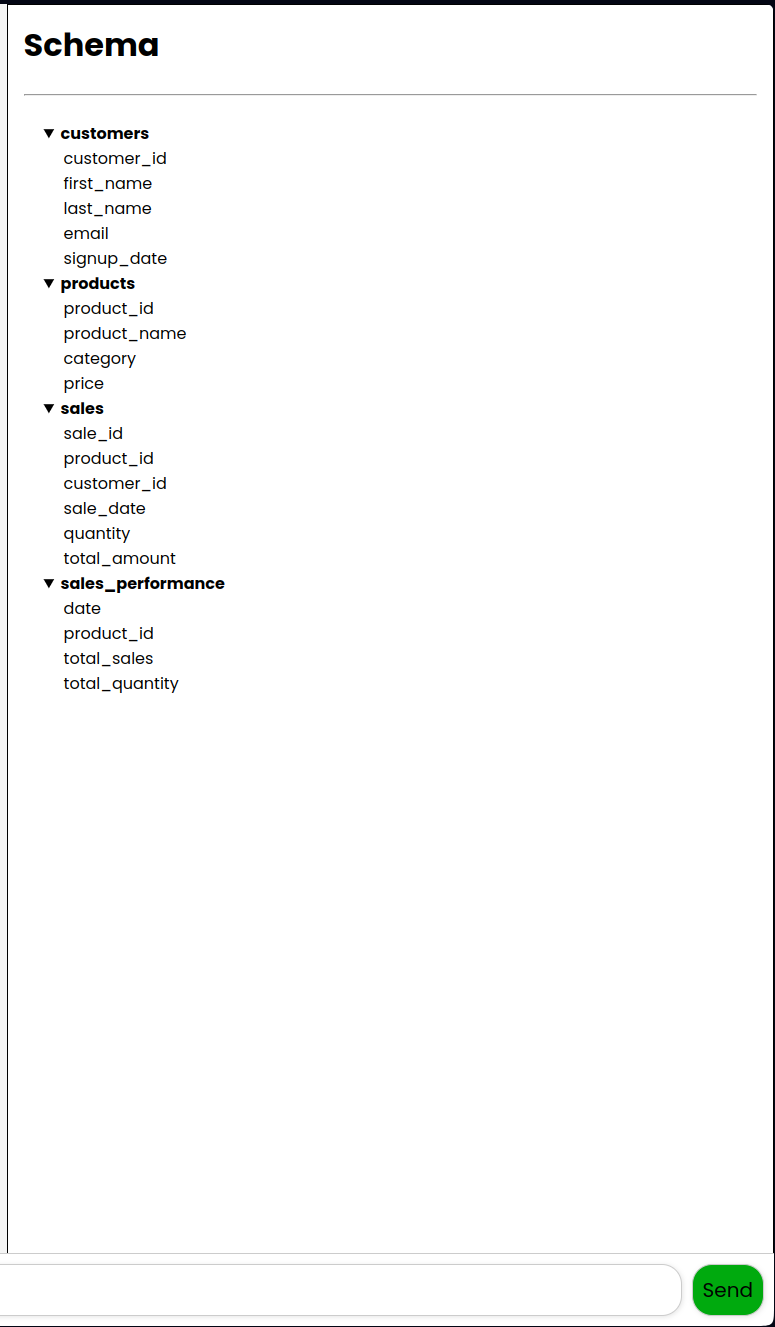 Schema
customers
customer_id
first_name
last_name
email
signup_date
products
product_id
product_name
category
price
sales
sale_id
product_id
customer_id
sale_date
quantity
total_amount
sales_performance
date
product_id
total_sales
total_quantity
Send